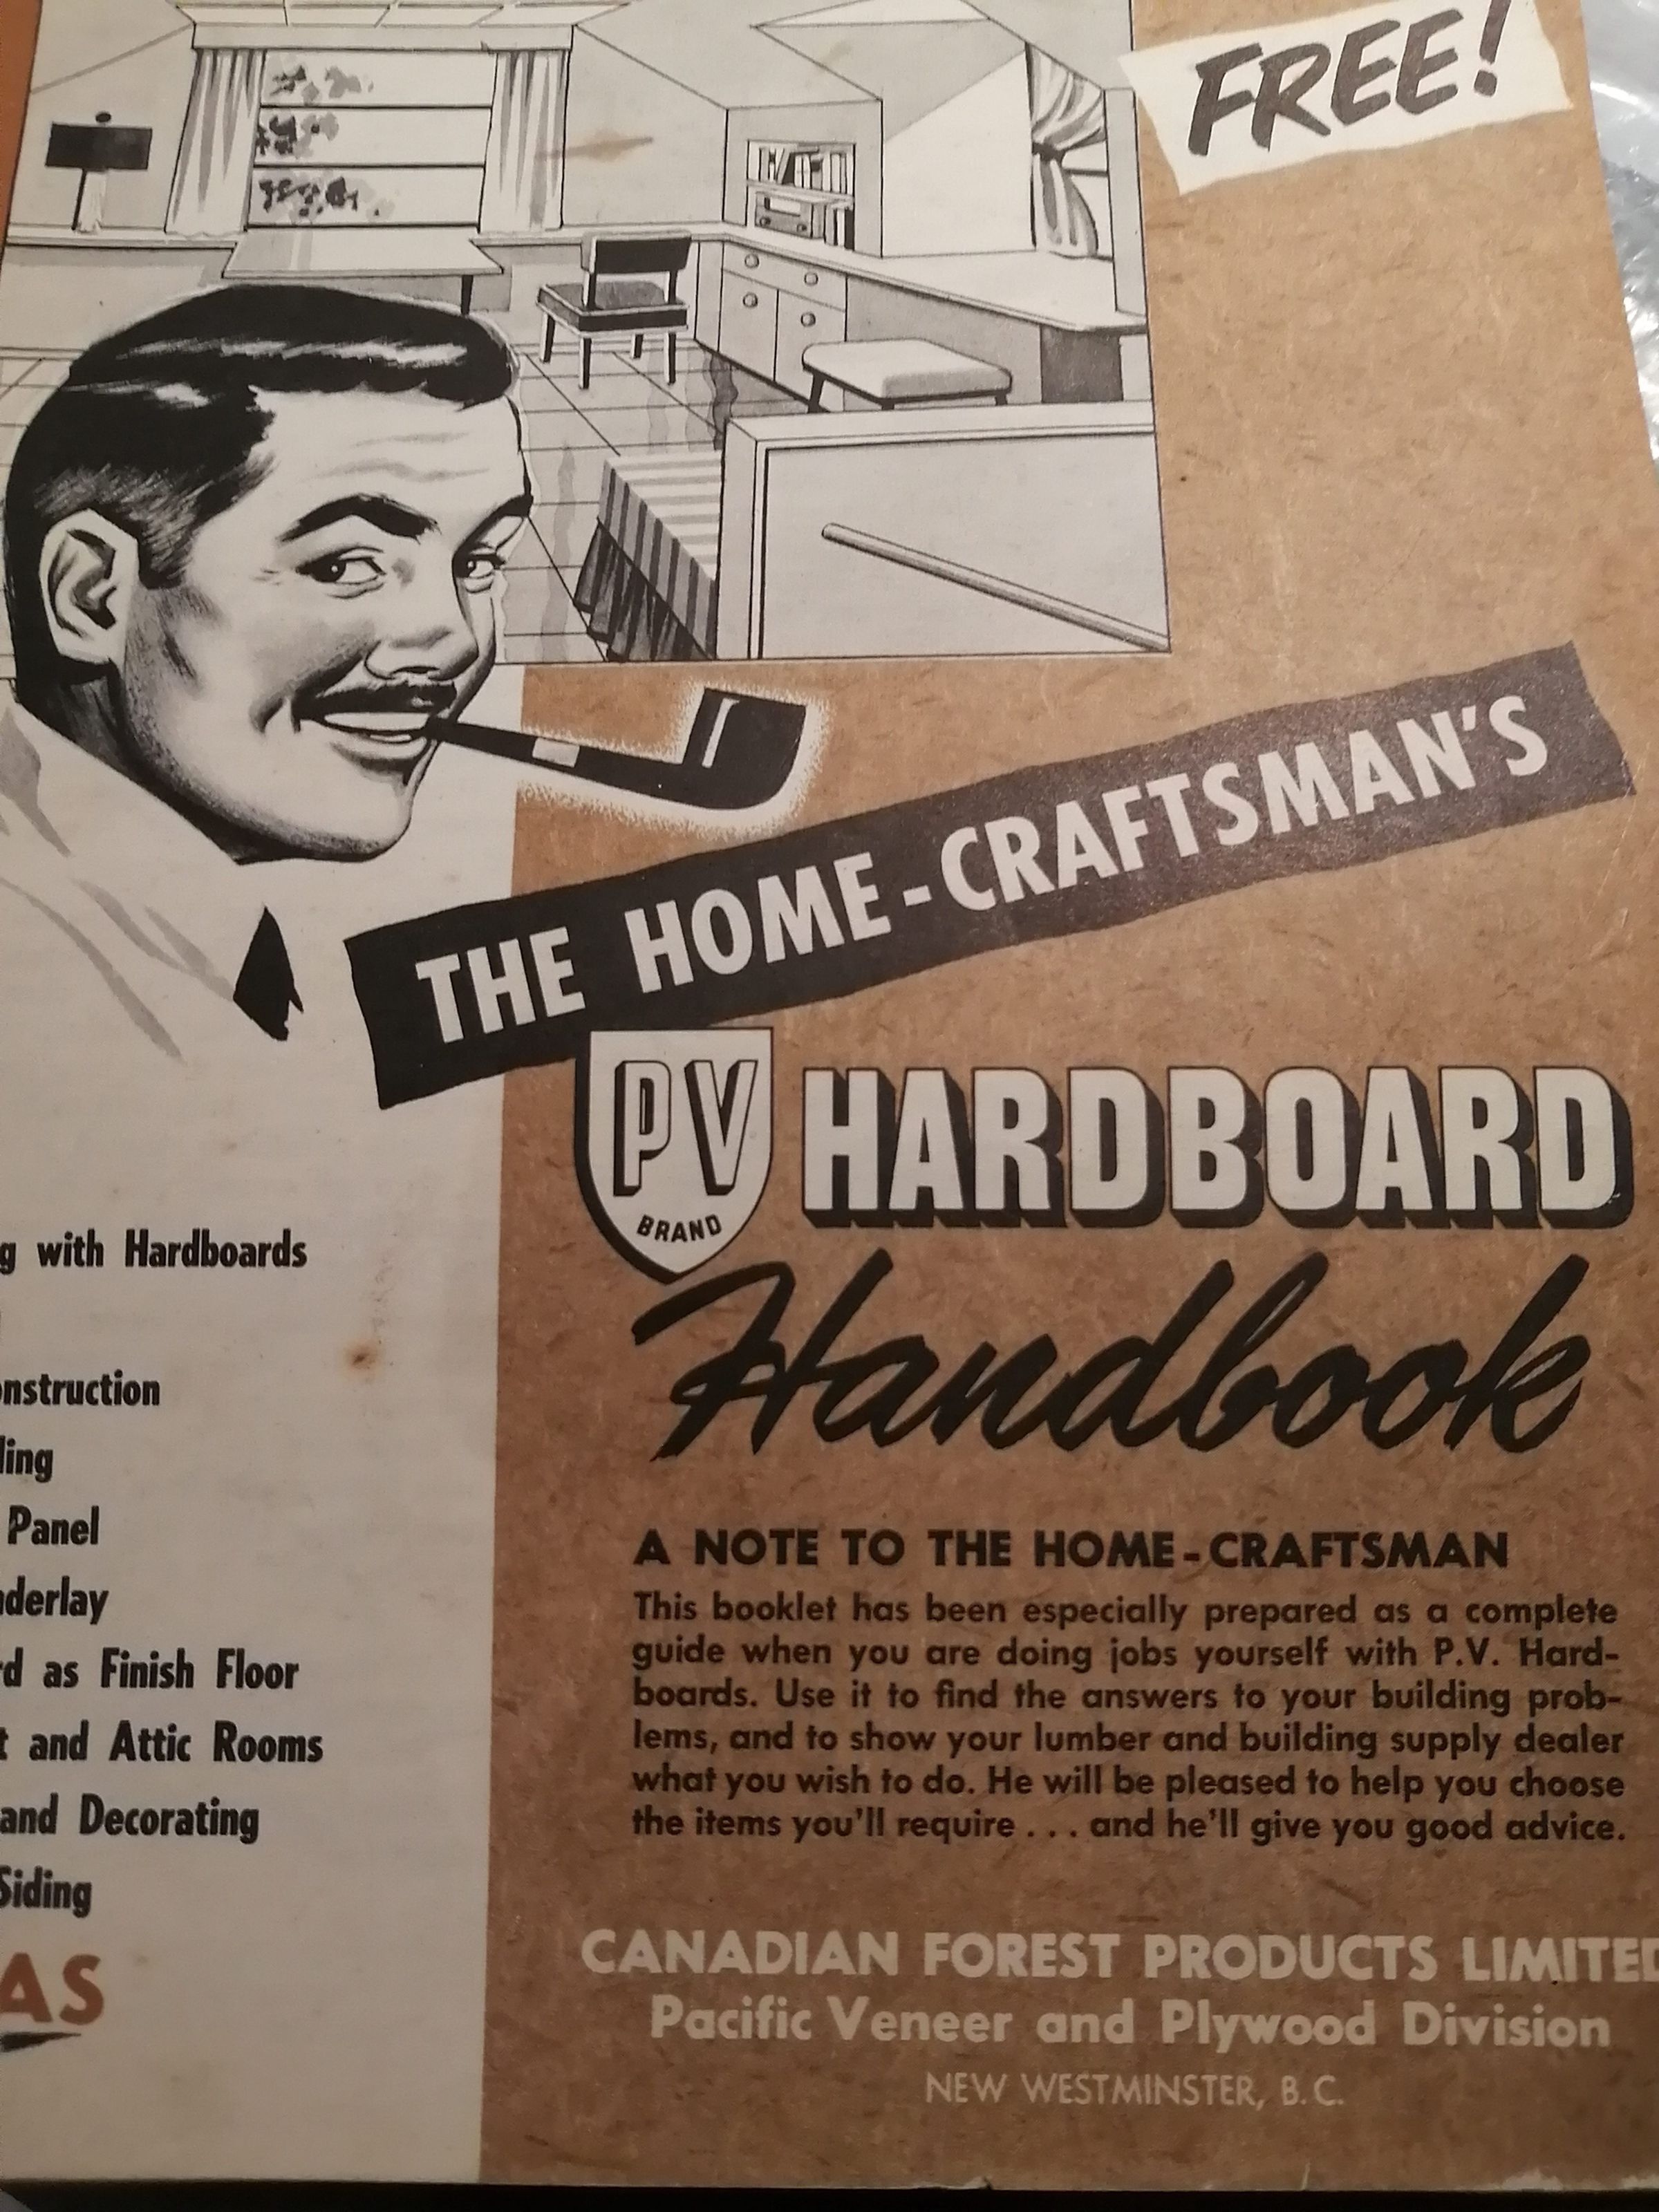 FREE!
THE HOME-CRAFTSMAN'S
PV
BRAND
HARDBOARD
Handbook
with Hardboards
Panel
as Finish Floor
and Attic Rooms
and Decorating
Siding
A NOTE TO THE HOME-CRAFTSMAN
This booklet has been especially prepared as a complete
guide when you are doing jobs yourself with P.V. Hard-
boards. Use it to find the answers to your building prob-
lems, and to show your lumber and building supply dealer
what you wish to do. He will be pleased to help you choose
the items you'll require . . . and he'll give you good advice.
CANADIAN FOREST PRODUCTS LIMITED
Pacific Veneer and Plywood Division
NEW WESTMINSTER, B.C.